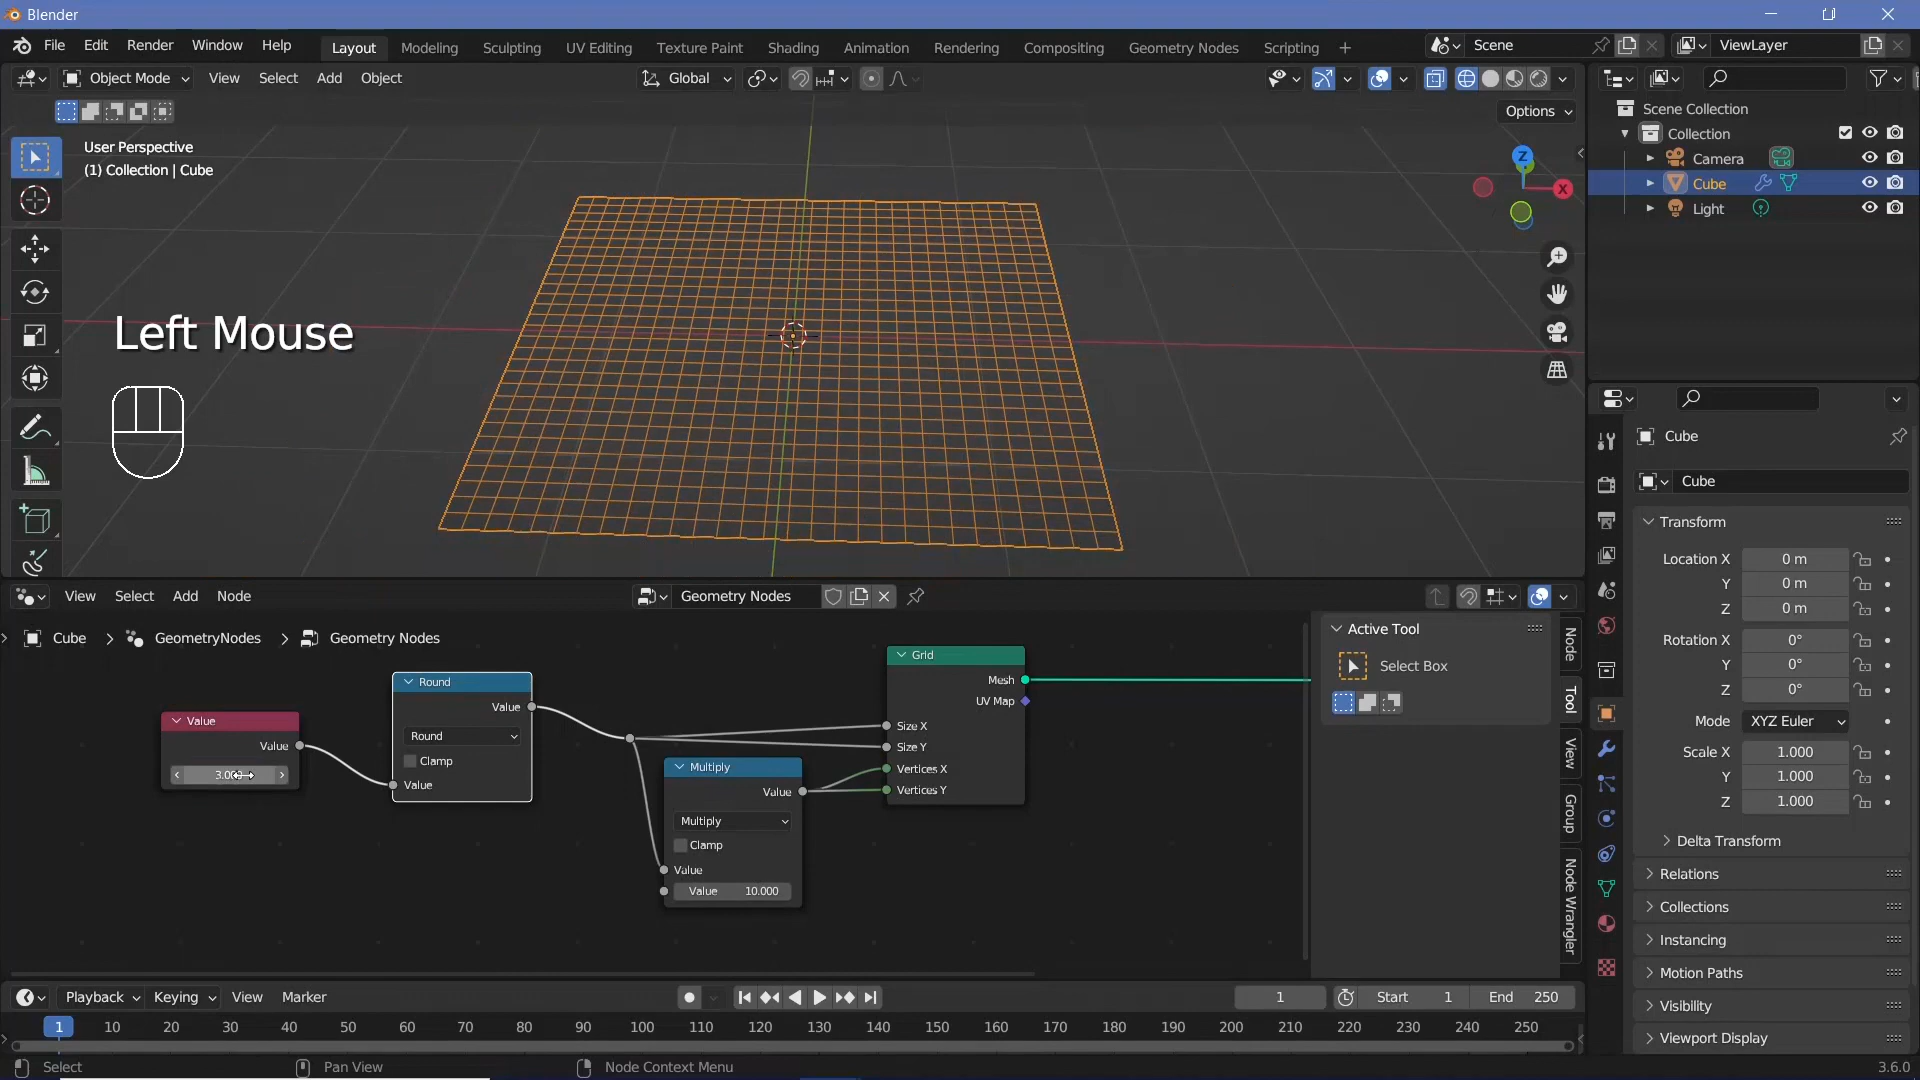 Blender
File Edit Render Window Help
Layout Modeling Sculpting UV Editing Texture Paint Shading Animation Rendering Compositing Geometry Nodes Scripting +
Scene
ViewLayer
Object Mode View Select Add Object
Global
Options
User Perspective
(1) Collection | Cube
Z
X
Left Mouse
Scene Collection
Collection
Camera
Cube
Light
Cube
Cube
Transform
Location X 0 m
Y 0 m
Z 0 m
Rotation X 0°
Y 0°
Z 0°
Mode XYZ Euler
Scale X 1.000
Y 1.000
Z 1.000
Delta Transform
Relations
Collections
Instancing
Motion Paths
Visibility
Viewport Display
View Select Add Node
Geometry Nodes
Cube > GeometryNodes > Geometry Nodes
Value
Value
Round
Value
Round
Clamp
Value
Multiply
Value
Multiply
Clamp
Value
Value 10.000
Grid
Mesh
UV Map
Size X
Size Y
Vertices X
Vertices Y
Active Tool
Select Box
Node
Tool
View
Group
Node Wrangler
Playback Keying View Marker
1
Start 1
End 250
1 10 20 30 40 50 60 70 80 90 100 110 120 130 140 150 160 170 180 190 200 210 220 230 240 250
Select
Pan View
Node Context Menu
3.6.0